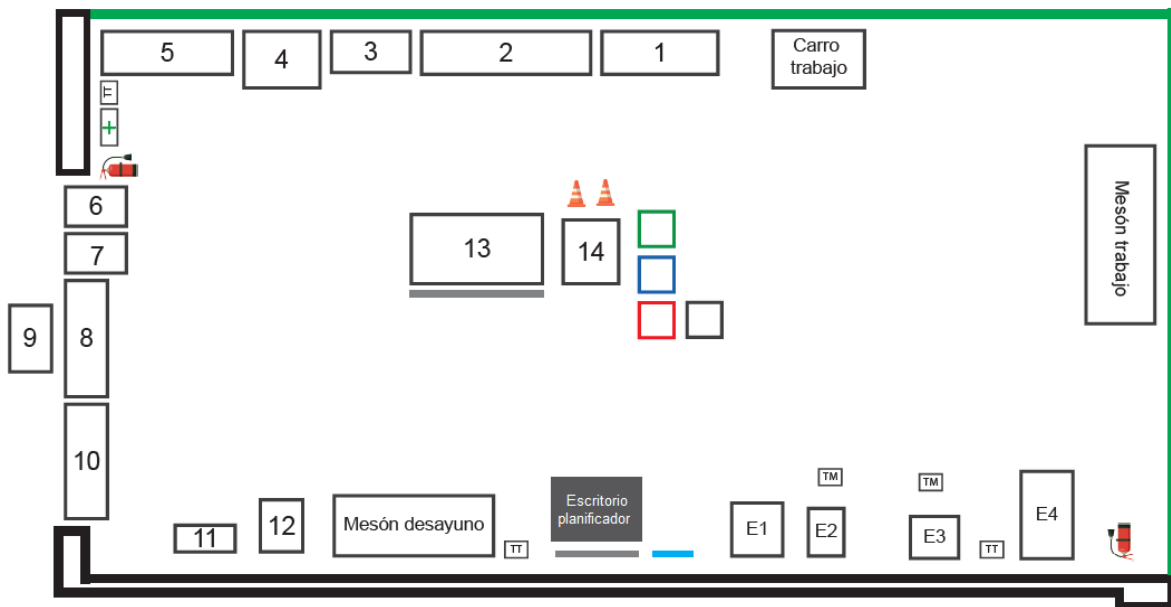 5
4
3
2
1
Carro
trabajo
TT
6
7
8
9
10
13
14
Mesón trabajo
11
12
Mesón desayuno
TT
Escritorio
planificador
E1
TM
E2
TM
E3
TT
E4